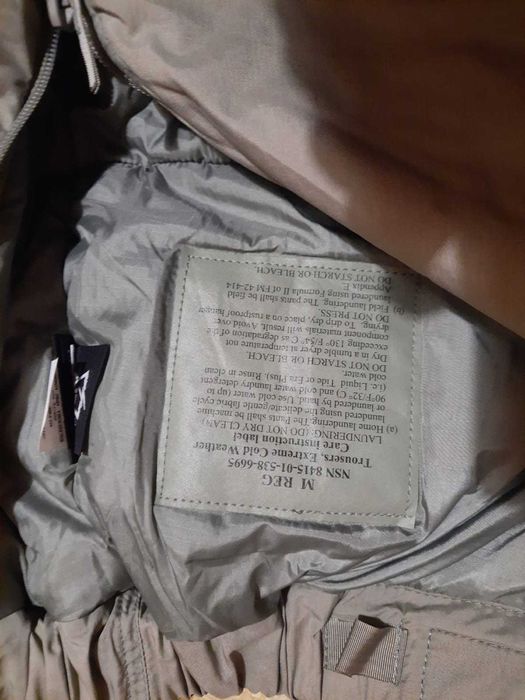 M REG
NSN 8415-01-538-6695
Trousers, Extreme Cold Weather
Care instruction label
LAUNDERING: (DO NOT DRY CLEAN)
(a) Home laundering. The Pants shall be machine
laundered using the delicate/gentle fabric cycle
or laundered by hand. Use cold water up to
90°F/32° C) and cold water laundry detergent
(i.e. Liquid Tide or Era Plus) Rinse in clean
cold water.
DO NOT STARCH OR BLEACH.
Dry in a tumble dryer at temperature not
exceeding 130° F/54° C as degradation of the
component materials will result. Avoid over
drying. To drip dry, place on a rustproof hanger
DO NOT PRESS.
(b) Field laundering. The pants shall be field
laundered using Formula II of FM 42-414
Appendix E.
DO NOT STARCH OR BLEACH.